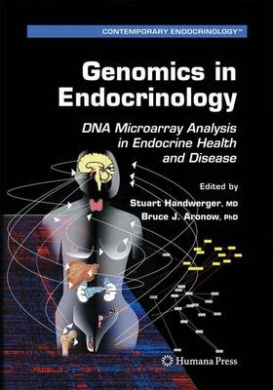 CONTEMPORARY ENDOCRINOLOGY™
Genomics in
Endocrinology
DNA Microarray Analysis
in Endocrine Health
and Disease
Edited by
Stuart Handwerger, MD
Bruce J. Aronow, PhD
Humana Press